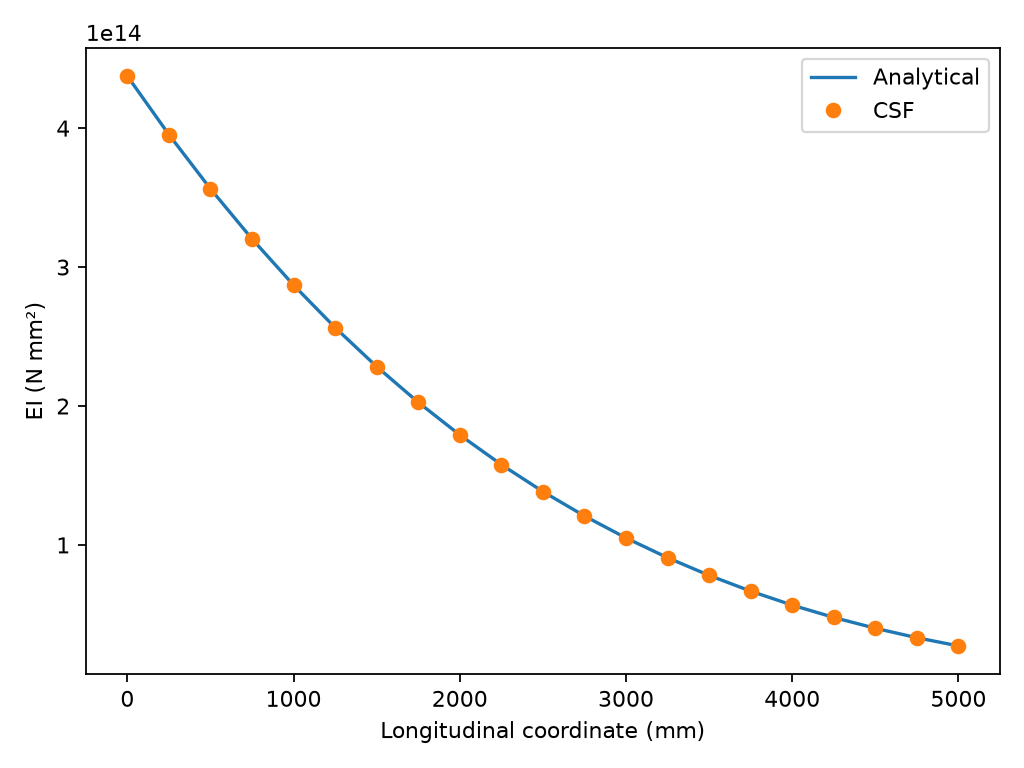 1e14
Analytical
CSF
4
3
2
1
EI (N mm²)
0 1000 2000 3000 4000 5000
Longitudinal coordinate (mm)